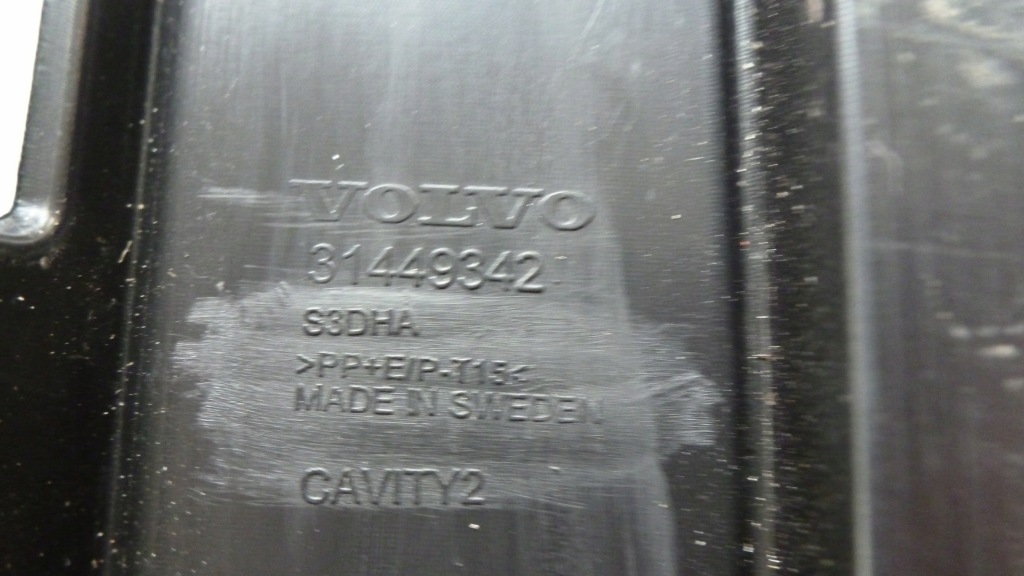 VOLVO
31449342
S3DHA
>PP+E/P-T15<
MADE IN SWEDEN
CAVITY2